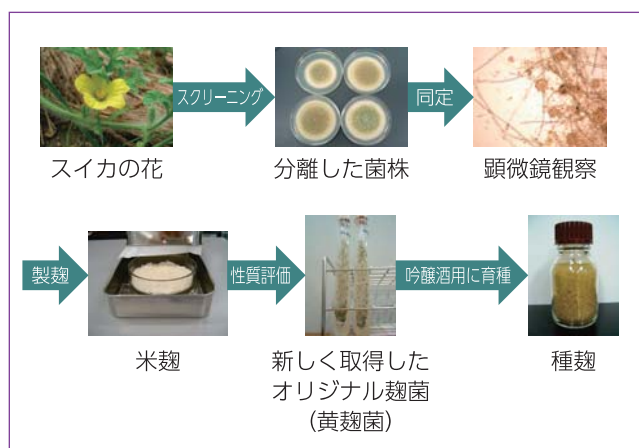 スクリーニング
同定
スイカの花
分離した菌株
顕微鏡観察
製麹
性質評価
吟醸酒用に育種
米麹
新しく取得した
オリジナル麹菌
(黄麹菌)
種麹